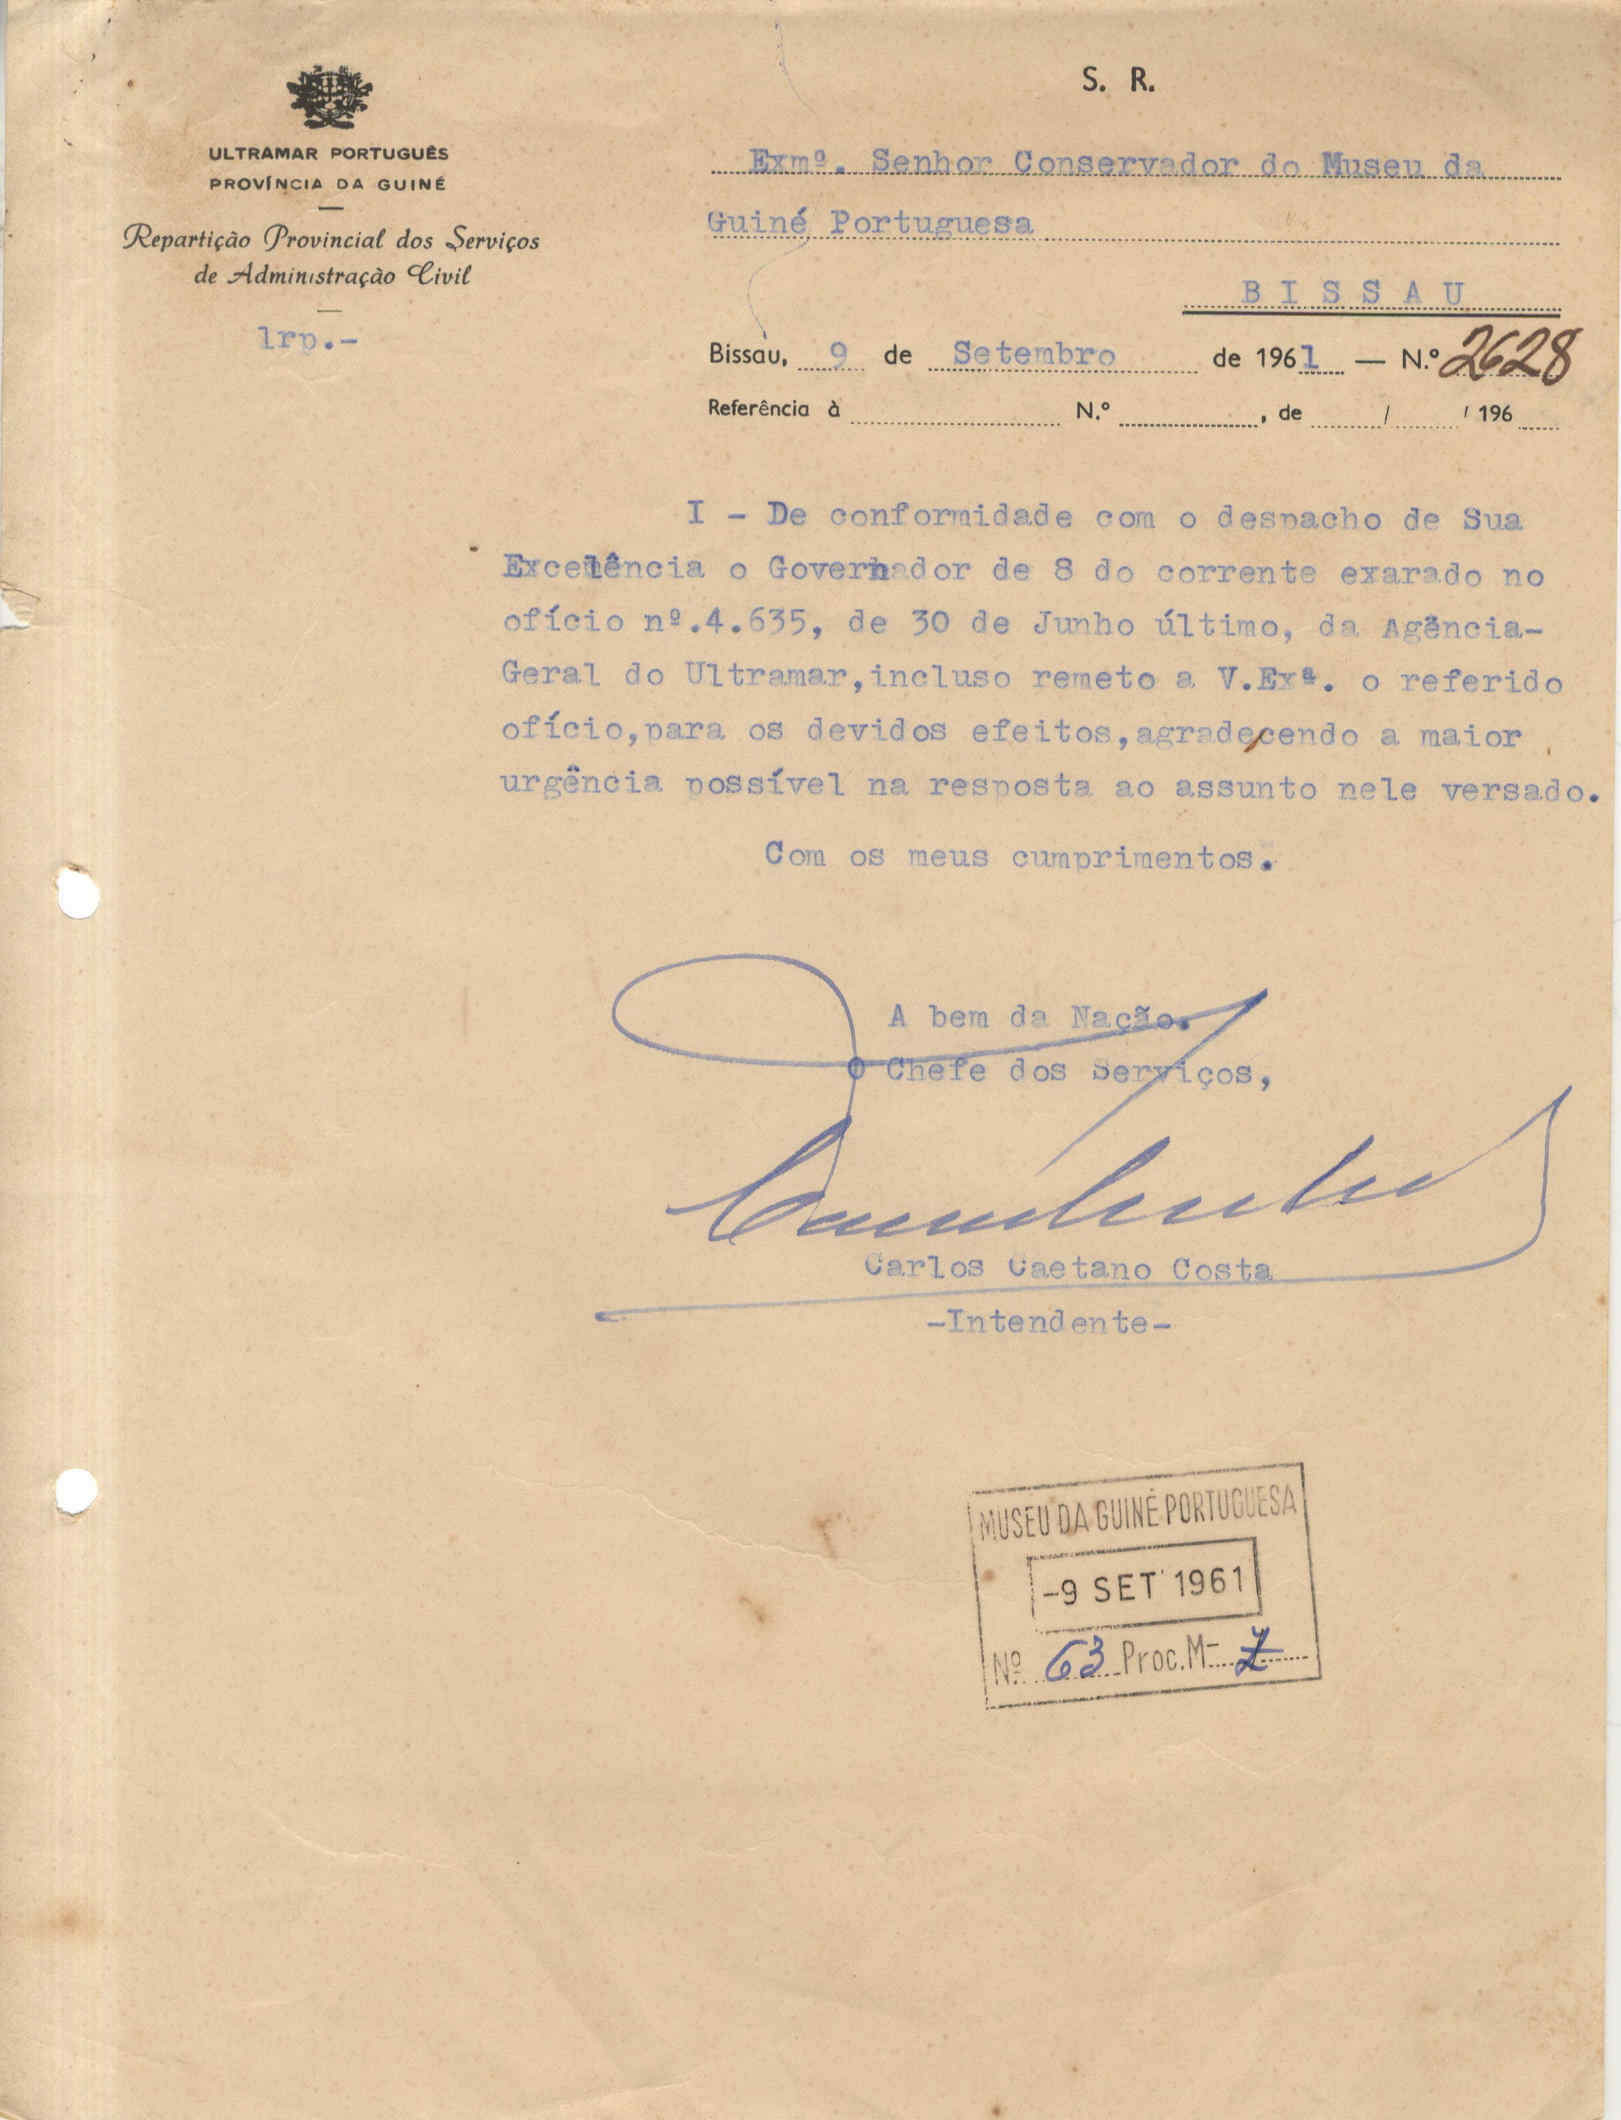 S. R.
ULTRAMAR PORTUGUÊS
PROVÍNCIA DA GUINÉ
Repartição Provincial dos Serviços
de Administração Civil
lrp.-
Exmº. Senhor Conservador do Museu da
Guiné Portuguesa
BISSAU
Bissau, 9 de Setembro de 1961 — N.º 2628
Referência à N.º , de / / 196
I - De conformidade com o despacho de Sua
Excelência o Governador de 8 do corrente exarado no
ofício nº.4.635, de 30 de Junho último, da Agência-
Geral do Ultramar,incluso remeto a V.Exª. o referido
ofício,para os devidos efeitos,agradecendo a maior
urgência possível na resposta ao assunto nele versado.
Com os meus cumprimentos.
A bem da Nação.
O Chefe dos Serviços,
Carlos Caetano Costa
-Intendente-
MUSEU DA GUINÉ PORTUGUESA
-9 SET 1961
Nº 63 Proc. M- Z